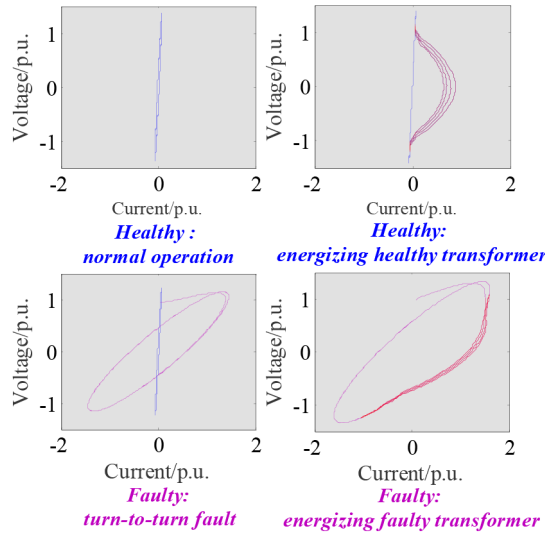 Voltage/p.u.
1
0
-1
-2
0
2
Current/p.u.
Healthy :
normal operation
Voltage/p.u.
1
0
-1
-2
0
2
Current/p.u.
Healthy:
energizing healthy transformer
Voltage/p.u.
1
0
-1
-2
0
2
Current/p.u.
Faulty:
turn-to-turn fault
Voltage/p.u.
1
0
-1
-2
0
2
Current/p.u.
Faulty:
energizing faulty transformer